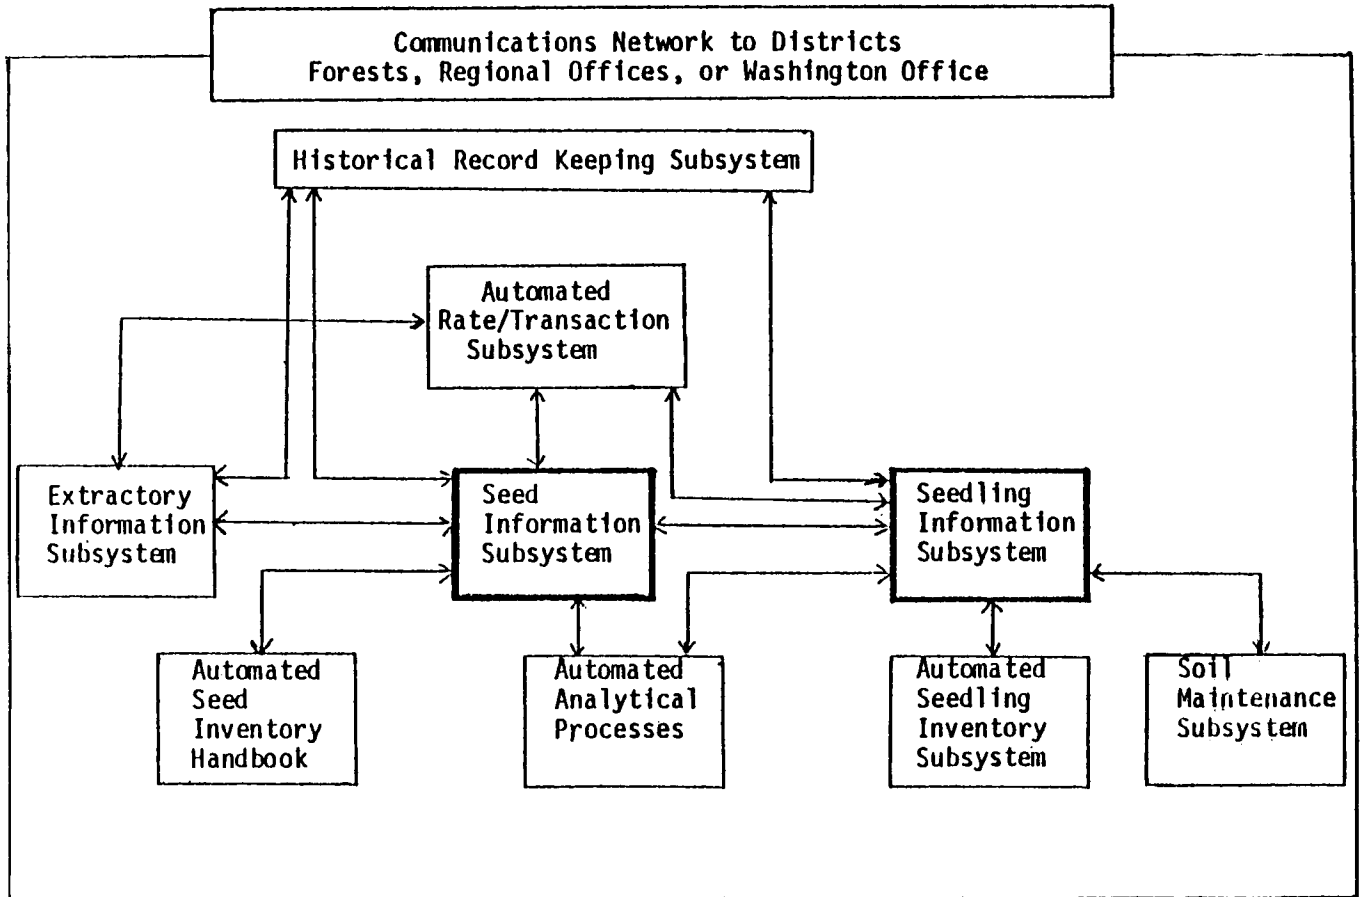 Communications Network to Districts
Forests, Regional Offices, or Washington Office
Historical Record Keeping Subsystem
Automated
Rate/Transaction
Subsystem
Extractory
Information
Subsystem
Seed
Information
Subsystem
Seedling
Information
Subsystem
Automated
Seed
Inventory
Handbook
Automated
Analytical
Processes
Automated
Seedling
Inventory
Subsystem
Soil
Maintenance
Subsystem